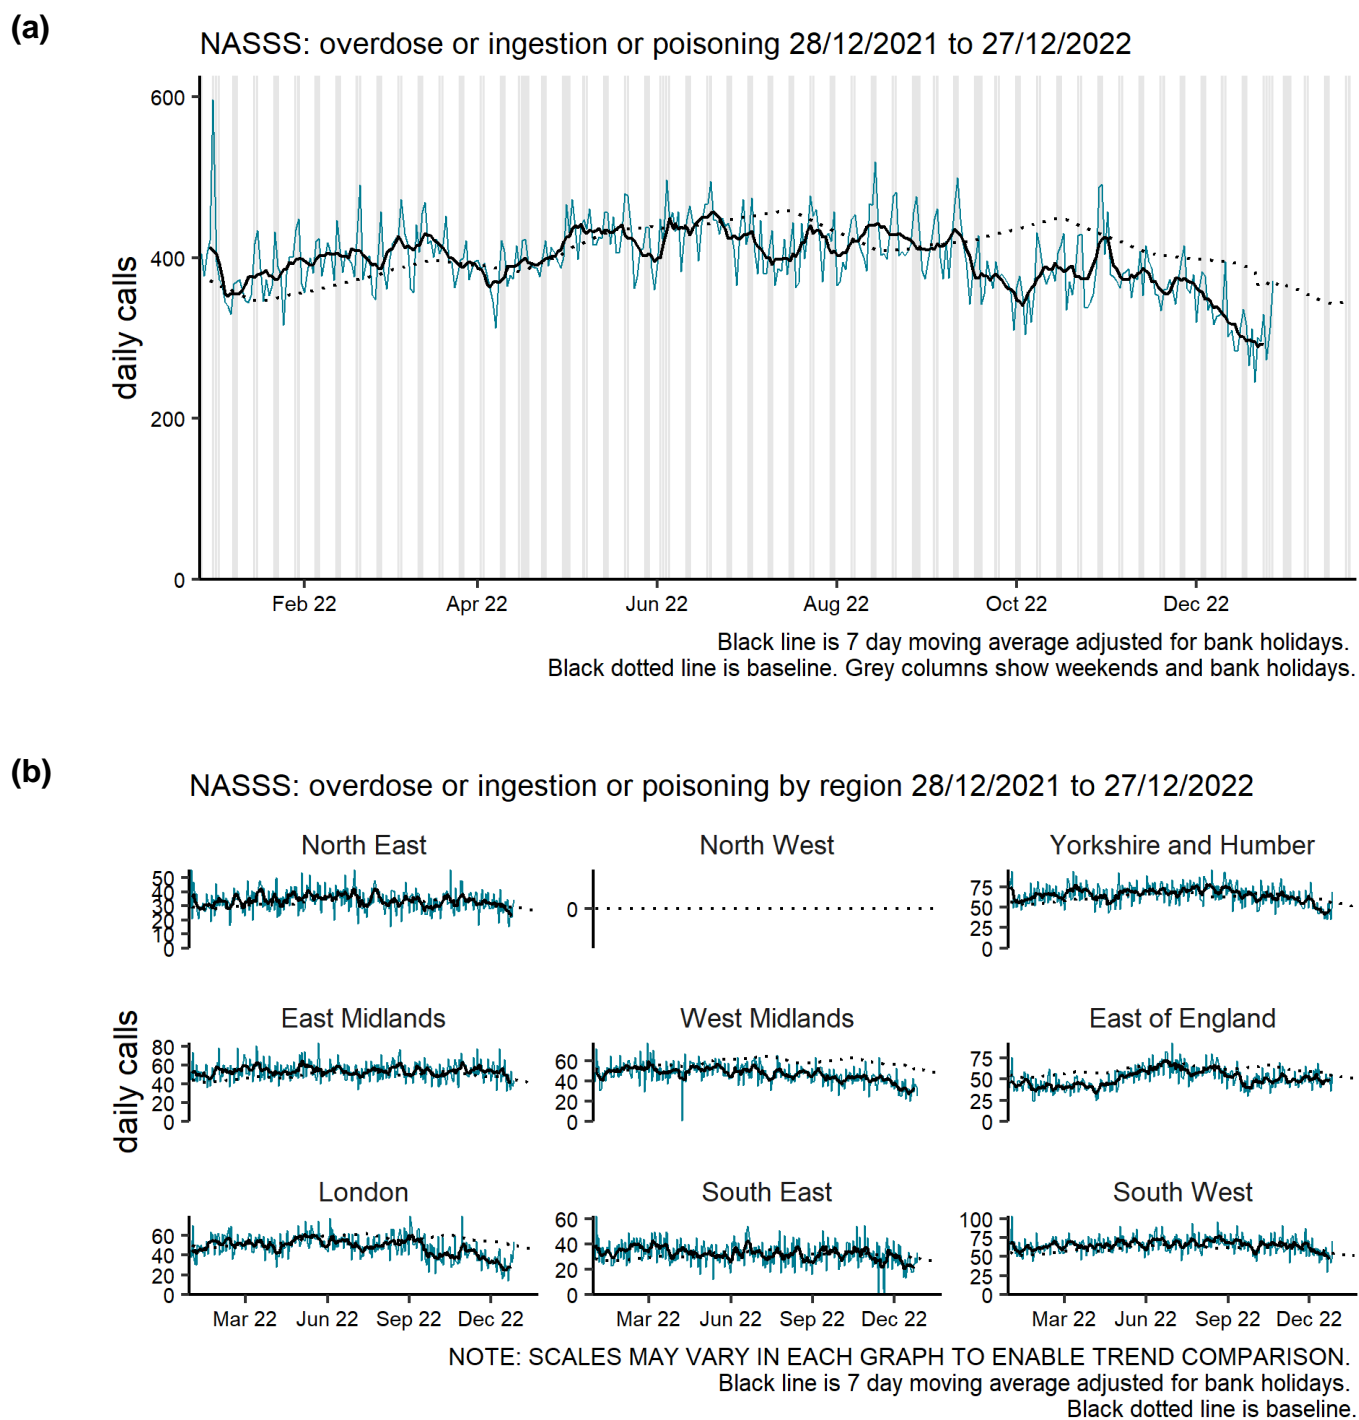 (a)
NASSS: overdose or ingestion or poisoning 28/12/2021 to 27/12/2022
daily calls
600
400
200
0
Feb 22 Apr 22 Jun 22 Aug 22 Oct 22 Dec 22
Black line is 7 day moving average adjusted for bank holidays.
Black dotted line is baseline. Grey columns show weekends and bank holidays.
(b)
NASSS: overdose or ingestion or poisoning by region 28/12/2021 to 27/12/2022
daily calls
North East
50
40
30
20
10
0
North West
0
Yorkshire and Humber
75
50
25
0
East Midlands
80
60
40
20
0
West Midlands
60
40
20
0
East of England
75
50
25
0
London
60
40
20
0
South East
60
40
20
0
South West
100
75
50
25
0
Mar 22 Jun 22 Sep 22 Dec 22 Mar 22 Jun 22 Sep 22 Dec 22 Mar 22 Jun 22 Sep 22 Dec 22
NOTE: SCALES MAY VARY IN EACH GRAPH TO ENABLE TREND COMPARISON.
Black line is 7 day moving average adjusted for bank holidays.
Black dotted line is baseline.